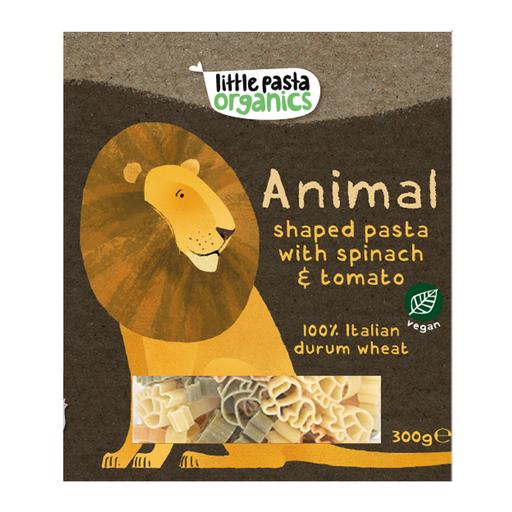 little pasta
organics
Animal
shaped pasta
with spinach
& tomato
vegan
100% Italian
durum wheat
300g℮